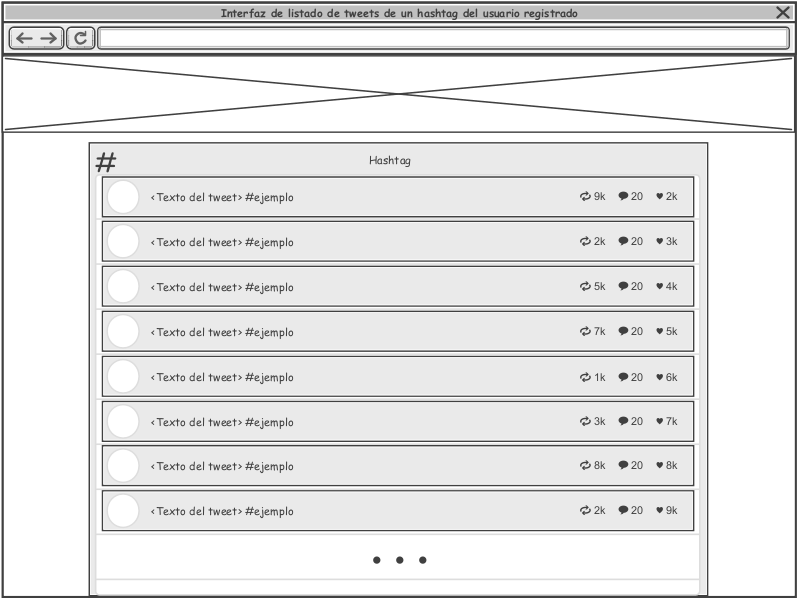 Interfaz de listado de tweets de un hashtag del usuario registrado
# Hashtag
<Texto del tweet> #ejemplo 9k 20 2k
<Texto del tweet> #ejemplo 2k 20 3k
<Texto del tweet> #ejemplo 5k 20 4k
<Texto del tweet> #ejemplo 7k 20 5k
<Texto del tweet> #ejemplo 1k 20 6k
<Texto del tweet> #ejemplo 3k 20 7k
<Texto del tweet> #ejemplo 8k 20 8k
<Texto del tweet> #ejemplo 2k 20 9k